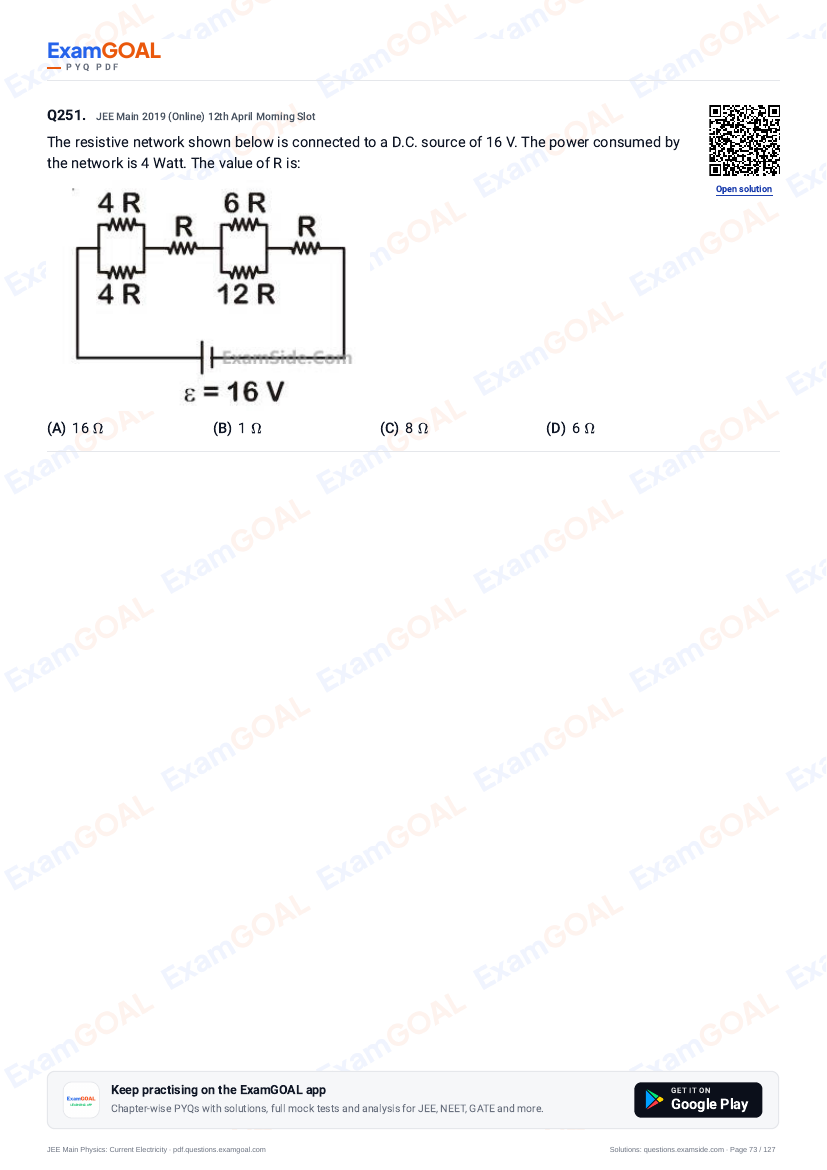 ExamGOAL
PYQ PDF
Q251. JEE Main 2019 (Online) 12th April Morning Slot
The resistive network shown below is connected to a D.C. source of 16 V. The power consumed by
the network is 4 Watt. The value of R is:
Open solution
4 R 6 R
R R
4 R 12 R
ExamSide.Com
ε = 16 V
(A) 16 Ω (B) 1 Ω (C) 8 Ω (D) 6 Ω
Keep practising on the ExamGOAL app
Chapter-wise PYQs with solutions, full mock tests and analysis for JEE, NEET, GATE and more.
ExamGOAL
GET IT ON
Google Play
JEE Main Physics: Current Electricity · pdf.questions.examgoal.com
Solutions: questions.examside.com · Page 73 / 127